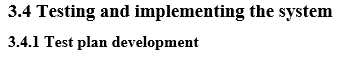 3.4 Testing and implementing the system
3.4.1 Test plan development